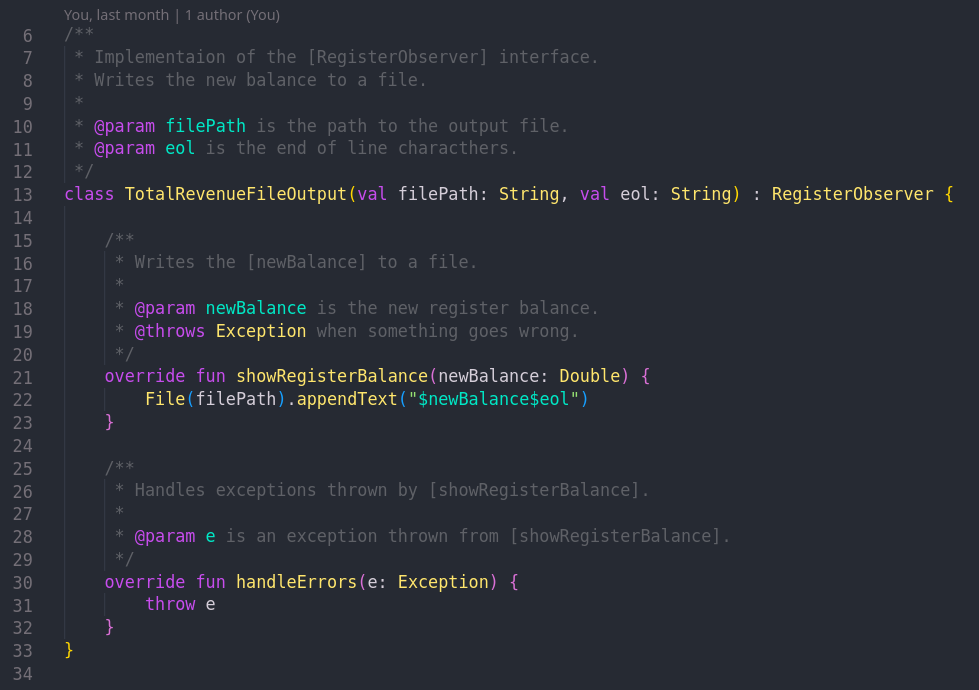 You, last month | 1 author (You)
6 /**
7  * Implementaion of the [RegisterObserver] interface.
8  * Writes the new balance to a file.
9  *
10  * @param filePath is the path to the output file.
11  * @param eol is the end of line characthers.
12  */
13 class TotalRevenueFileOutput(val filePath: String, val eol: String) : RegisterObserver {
14
15     /**
16      * Writes the [newBalance] to a file.
17      *
18      * @param newBalance is the new register balance.
19      * @throws Exception when something goes wrong.
20      */
21     override fun showRegisterBalance(newBalance: Double) {
22         File(filePath).appendText("$newBalance$eol")
23     }
24
25     /**
26      * Handles exceptions thrown by [showRegisterBalance].
27      *
28      * @param e is an exception thrown from [showRegisterBalance].
29      */
30     override fun handleErrors(e: Exception) {
31         throw e
32     }
33 }
34